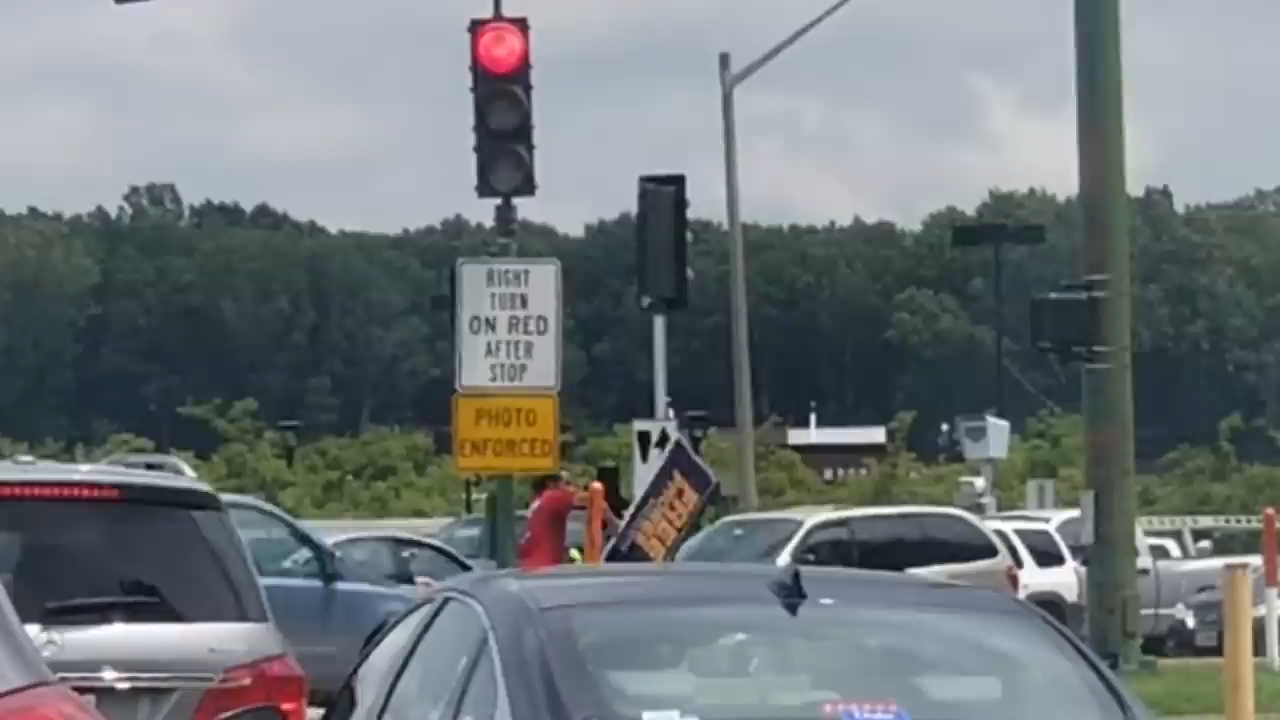 RIGHT
TURN
ON RED
AFTER
STOP
PHOTO
ENFORCED